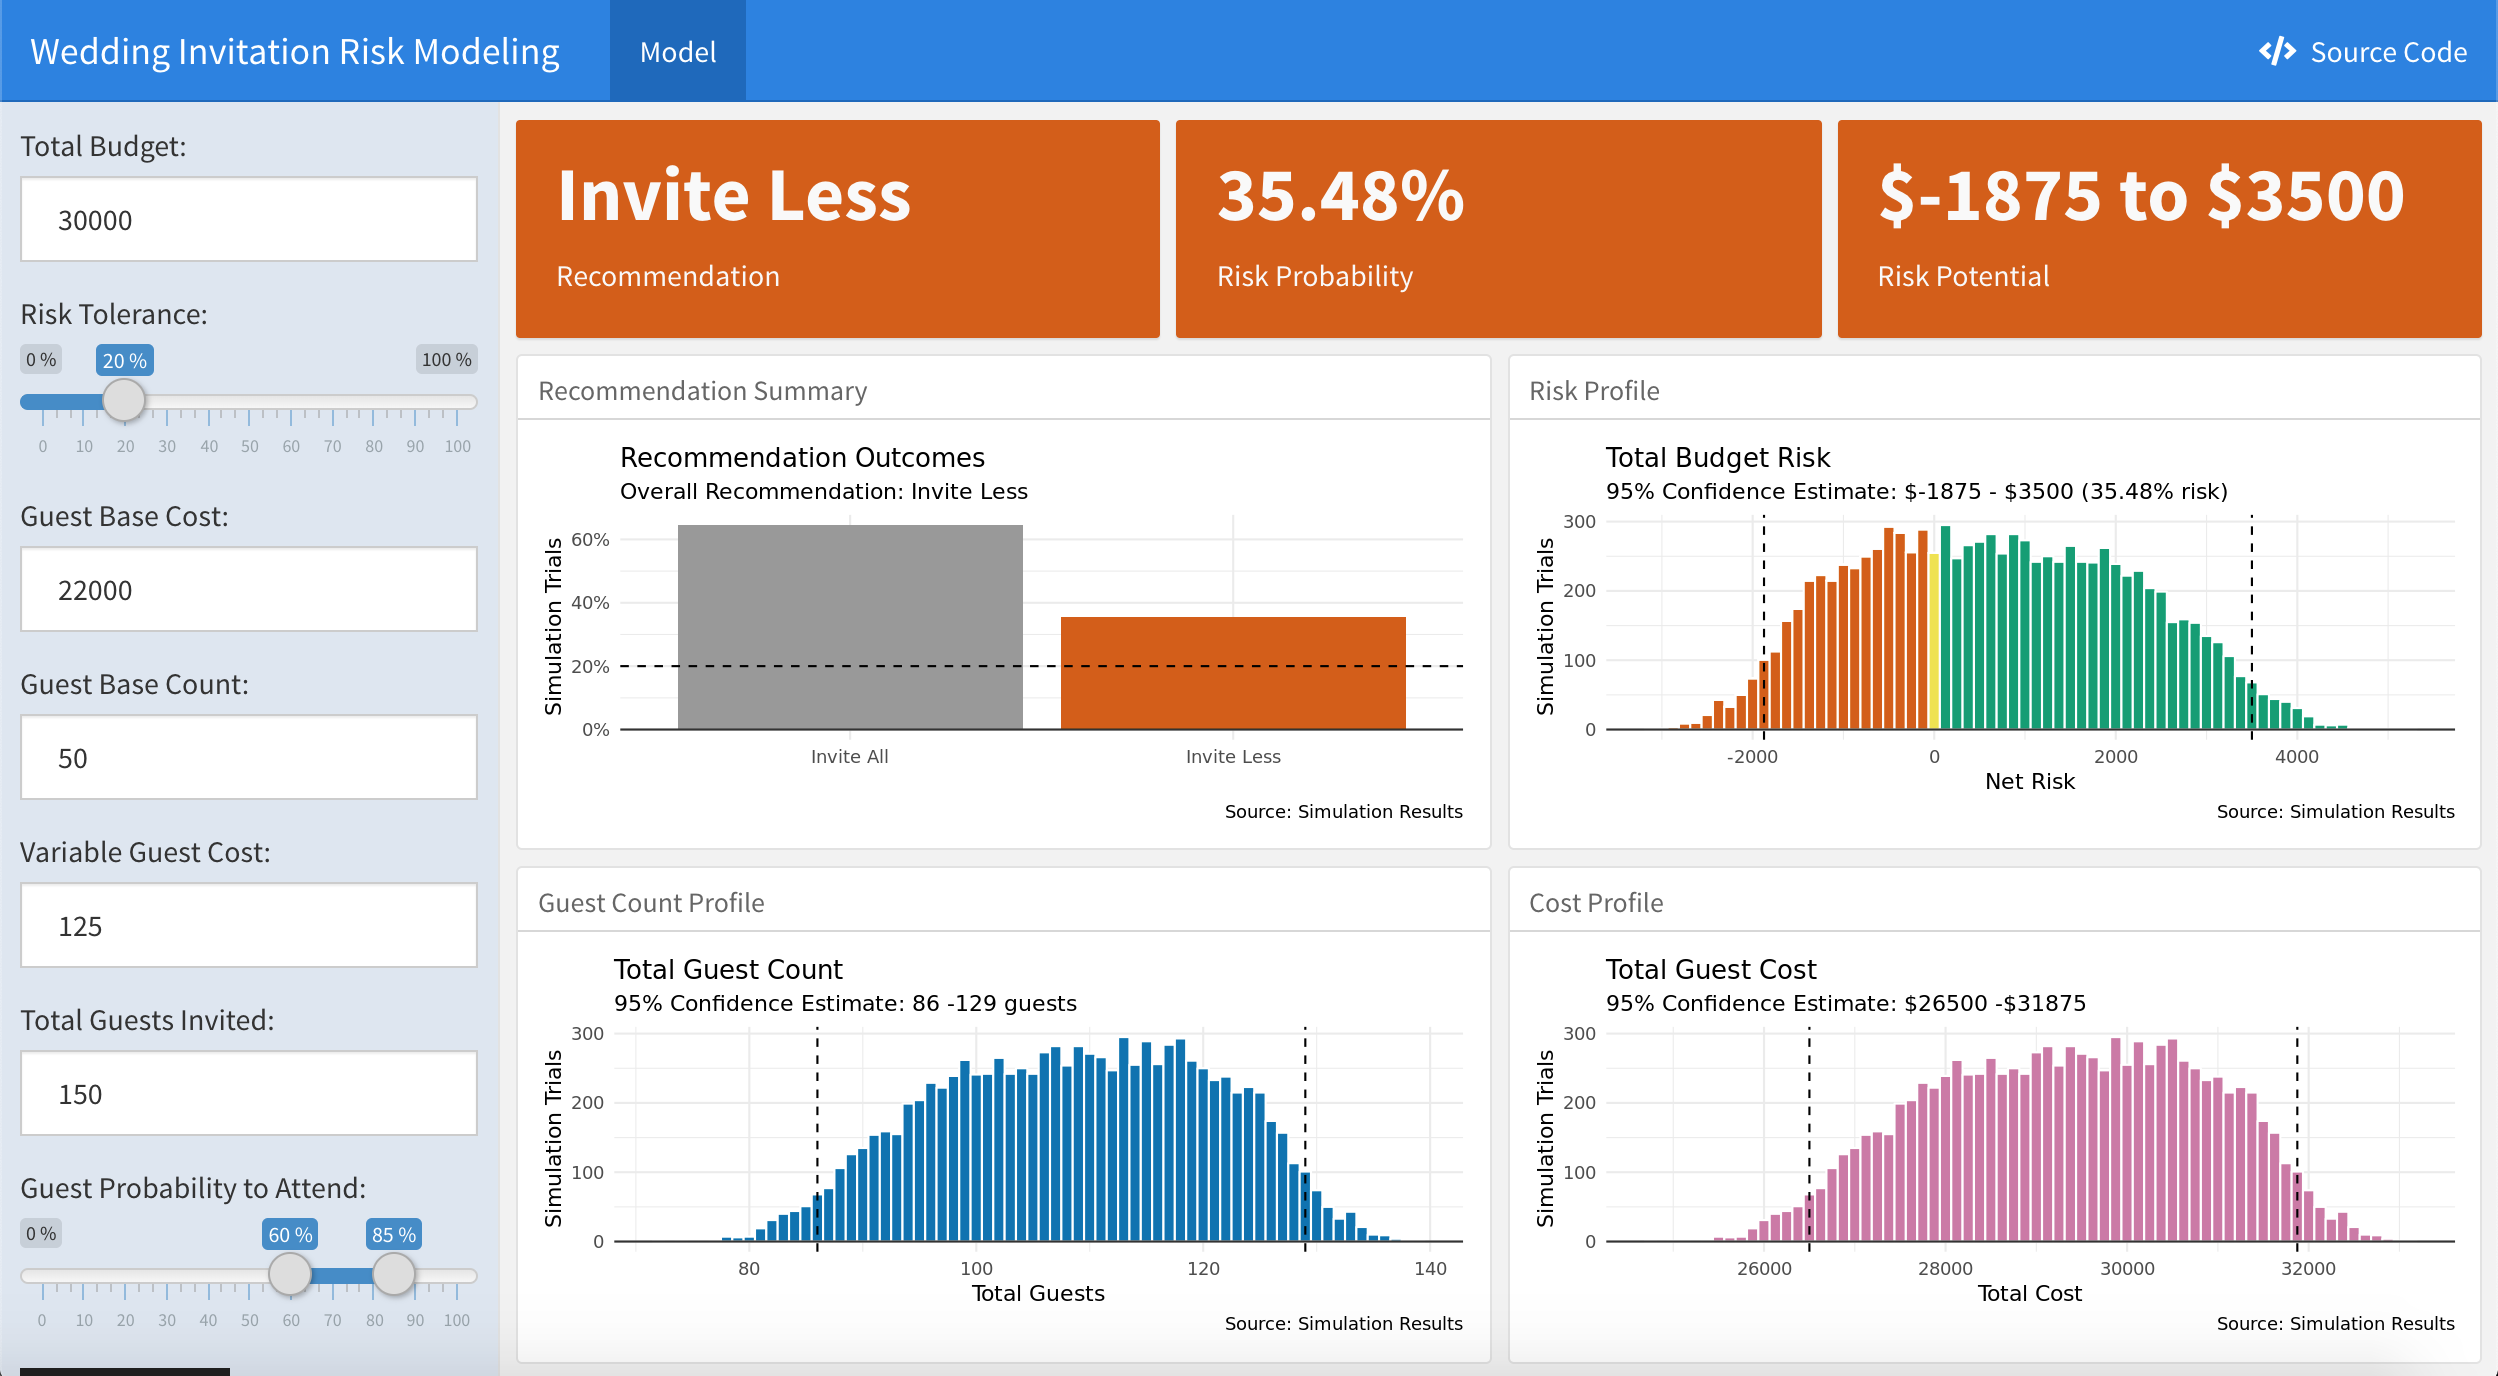 Wedding Invitation Risk Modeling
Model
Source Code
Total Budget:
30000
Risk Tolerance:
0 % 20 % 100 %
0 10 20 30 40 50 60 70 80 90 100
Guest Base Cost:
22000
Guest Base Count:
50
Variable Guest Cost:
125
Total Guests Invited:
150
Guest Probability to Attend:
0 % 60 % 85 %
0 10 20 30 40 50 60 70 80 90 100
Invite Less
Recommendation
35.48%
Risk Probability
$-1875 to $3500
Risk Potential
Recommendation Summary
Recommendation Outcomes
Overall Recommendation: Invite Less
Simulation Trials
60%
40%
20%
0%
Invite All Invite Less
Source: Simulation Results
Risk Profile
Total Budget Risk
95% Confidence Estimate: $-1875 - $3500 (35.48% risk)
Simulation Trials
300
200
100
0
-2000 0 2000 4000
Net Risk
Source: Simulation Results
Guest Count Profile
Total Guest Count
95% Confidence Estimate: 86 -129 guests
Simulation Trials
300
200
100
0
80 100 120 140
Total Guests
Source: Simulation Results
Cost Profile
Total Guest Cost
95% Confidence Estimate: $26500 -$31875
Simulation Trials
300
200
100
0
26000 28000 30000 32000
Total Cost
Source: Simulation Results